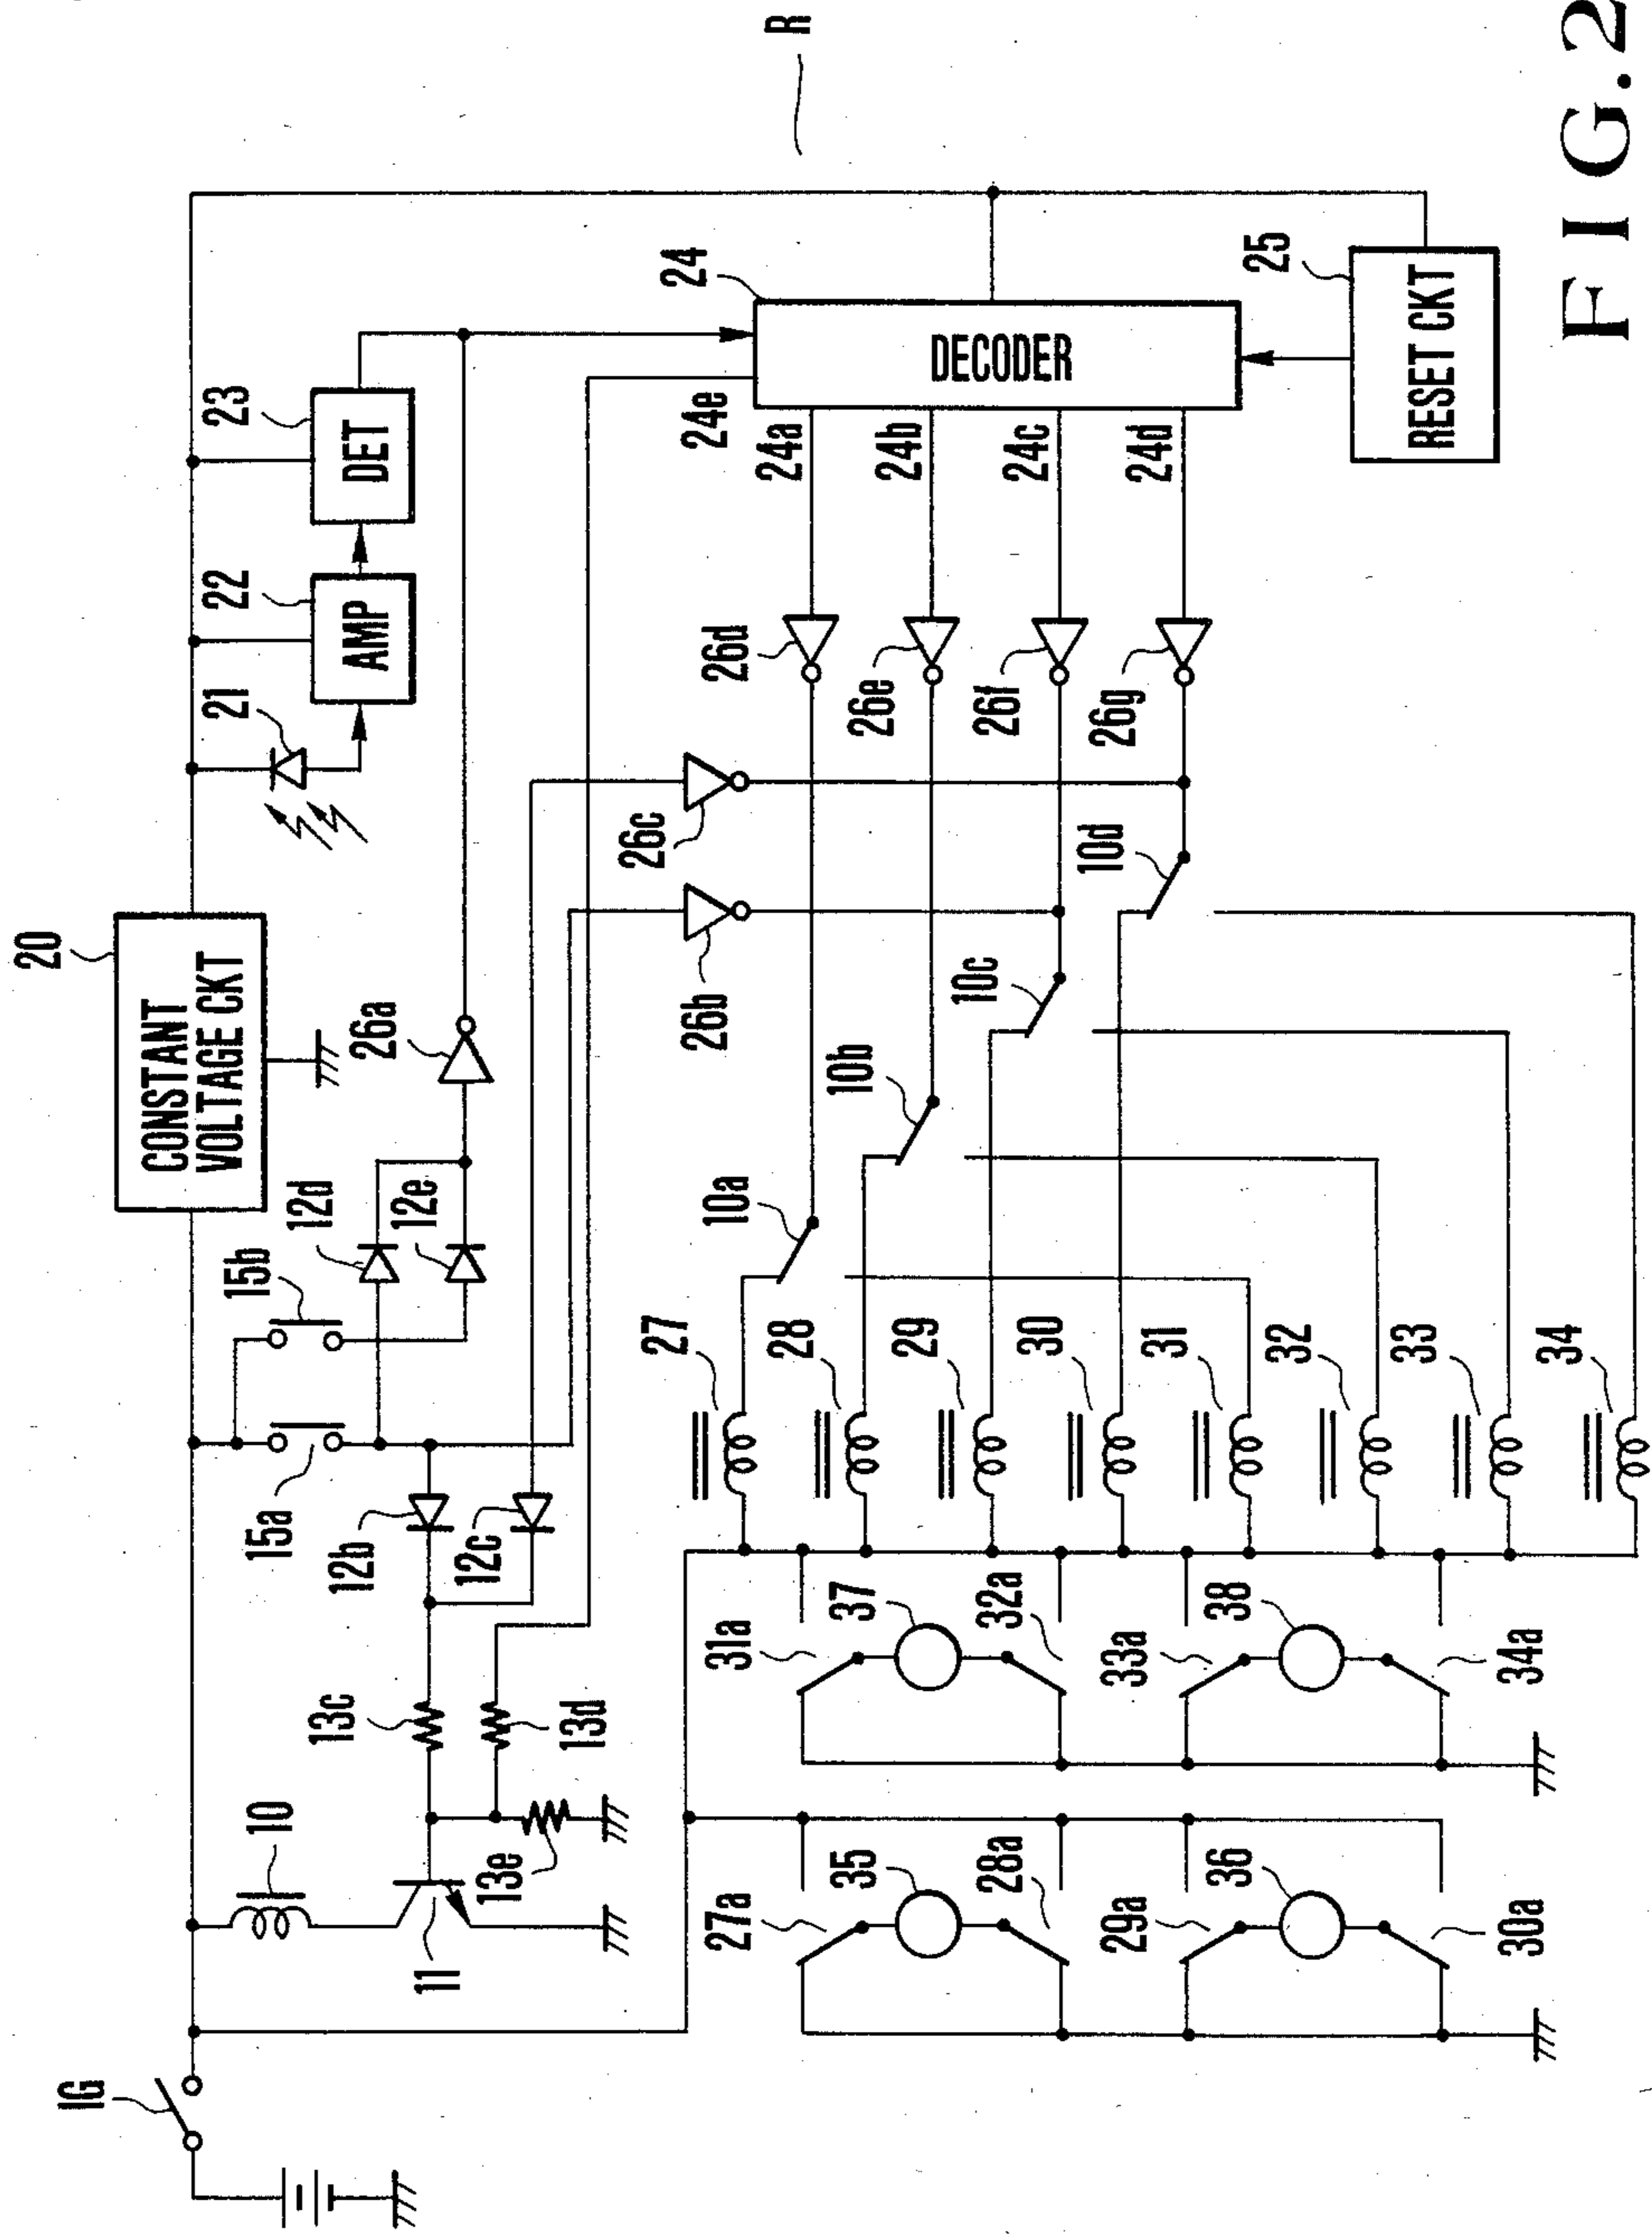 20
CONSTANT
VOLTAGE CKT
21
22
AMP
23
DET
26a
12d
12e
15b
15a
12b
12c
13c
13d
13e
10
11
IG
24
DECODER
24e
24a
24b
24c
24d
25
RESET CKT
R
26d
26e
26f
26g
26c
26b
10a
10b
10c
10d
27
28
29
30
31
32
33
34
31a
37
32a
33a
38
34a
27a
35
28a
29a
36
30a
FIG.2